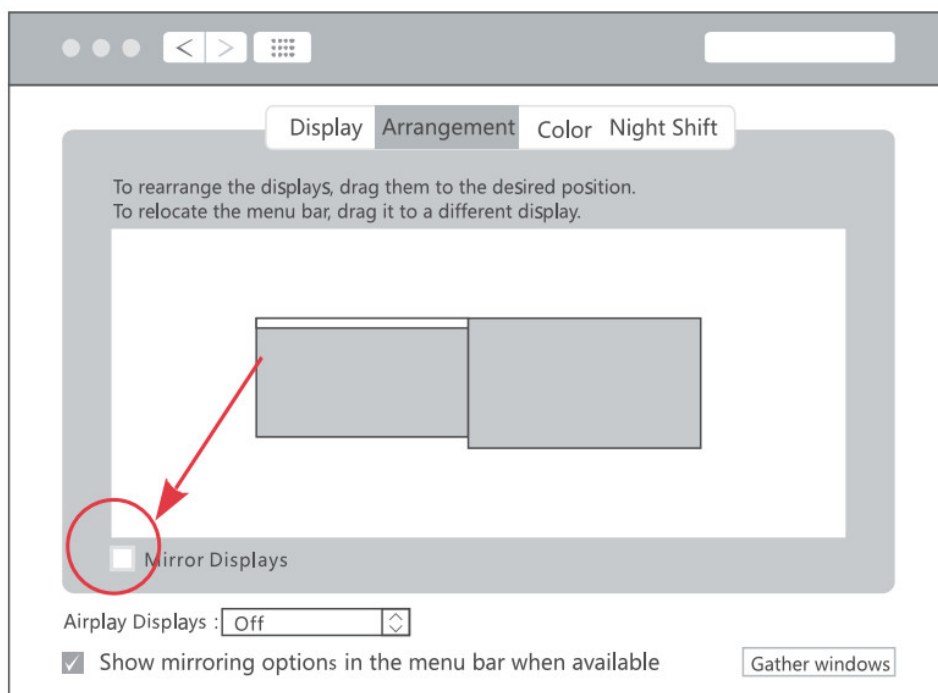 Display Arrangement Color Night Shift
To rearrange the displays, drag them to the desired position.
To relocate the menu bar, drag it to a different display.
Mirror Displays
Airplay Displays : Off
Show mirroring options in the menu bar when available
Gather windows